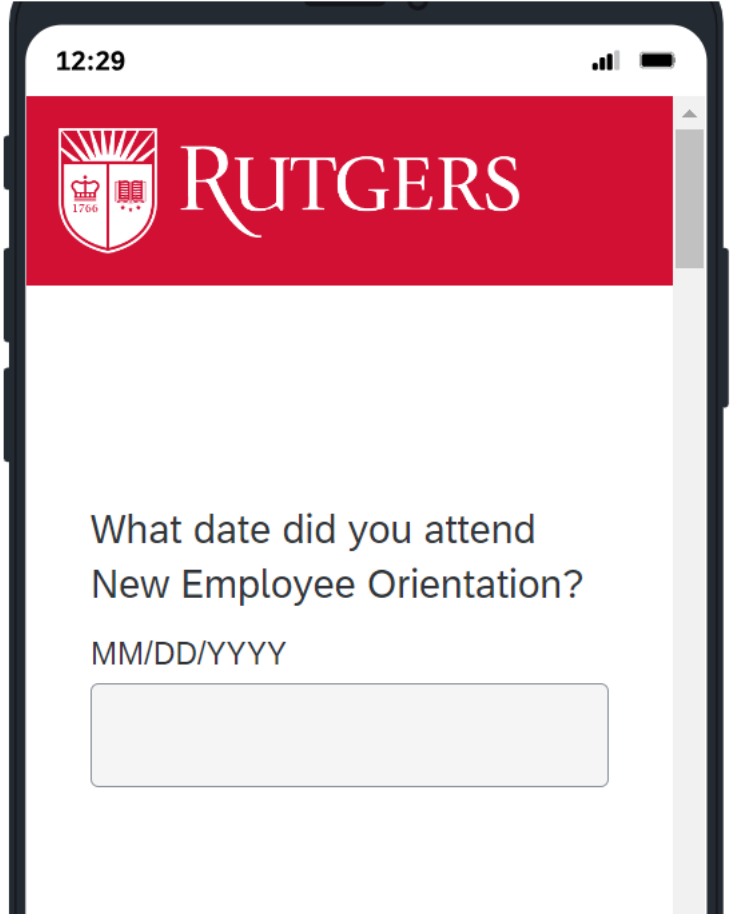 12:29
1766
RUTGERS
What date did you attend
New Employee Orientation?
MM/DD/YYYY